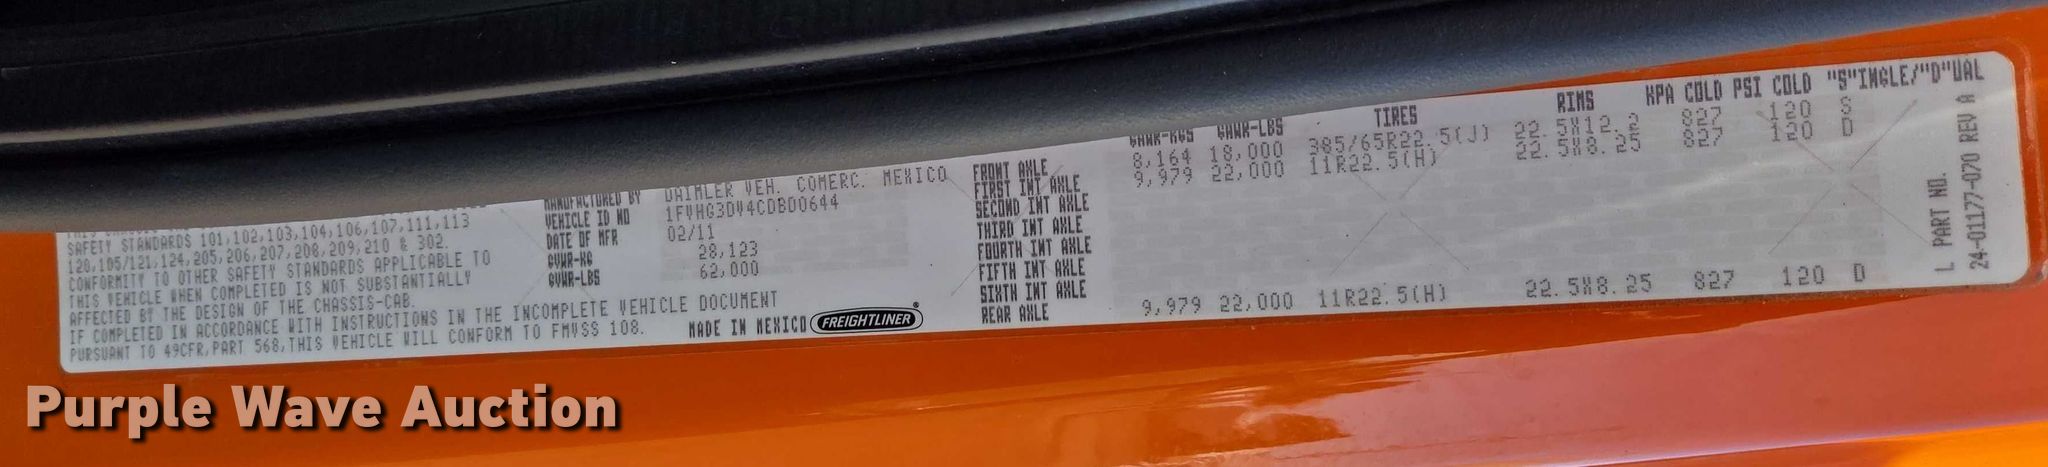 SAFETY STANDARDS 101,102,103,104,106,107,111,113
120,105/121,124,205,206,207,208,209,210 & 302.
CONFORMITY TO OTHER SAFETY STANDARDS APPLICABLE TO
THIS VEHICLE WHEN COMPLETED IS NOT SUBSTANTIALLY
AFFECTED BY THE DESIGN OF THE CHASSIS-CAB.
IF COMPLETED IN ACCORDANCE WITH INSTRUCTIONS IN THE INCOMPLETE VEHICLE DOCUMENT
PURSUANT TO 49CFR,PART 568,THIS VEHICLE WILL CONFORM TO FMVSS 108.
MANUFACTURED BY DAIMLER VEH. COMERC. MEXICO
VEHICLE ID NO 1FVHG3DV4CDBD0644
DATE OF MFR 02/11
GVWR-KG 28,123
GVWR-LBS 62,000
MADE IN MEXICO FREIGHTLINER®
GAWR-KGS GAWR-LBS TIRES RIMS KPA COLD PSI COLD "S"INGLE/"D"UAL
FRONT AXLE 8,164 18,000 385/65R22.5(J) 22.5X12.2 827 120 S
FIRST INT AXLE 9,979 22,000 11R22.5(H) 22.5X8.25 827 120 D
SECOND INT AXLE
THIRD INT AXLE
FOURTH INT AXLE
FIFTH INT AXLE
SIXTH INT AXLE
REAR AXLE 9,979 22,000 11R22.5(H) 22.5X8.25 827 120 D
L PART NO.
24-01177-020 REV A
Purple Wave Auction